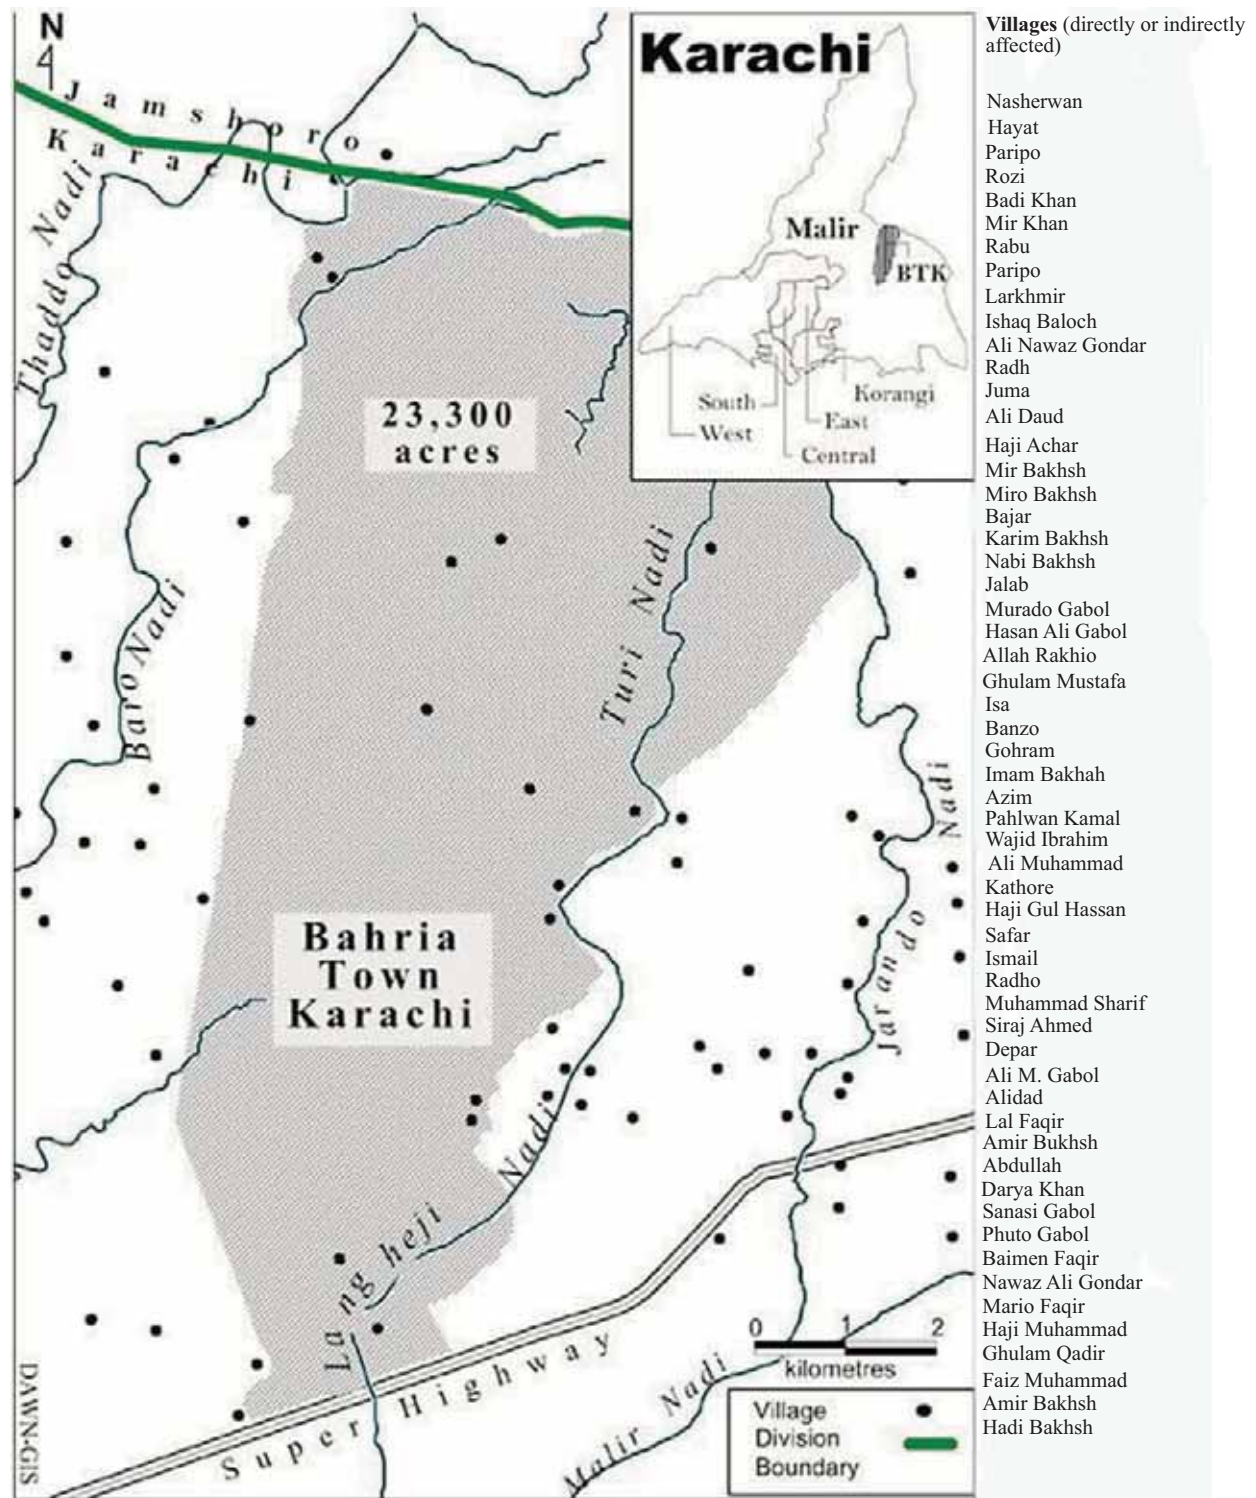 N
Jamshoro
Karachi
Thaddo Nadi
Baro Nadi
23,300
acres
Turi Nadi
Bahria
Town
Karachi
Jarando Nadi
Langheji Nadi
Super Highway
Malir Nadi
DAWN-GIS
Karachi
Malir
BTK
South
West
Korangi
East
Central
0 1 2
kilometres
Village
Division
Boundary
Villages (directly or indirectly
affected)
Nasherwan
Hayat
Paripo
Rozi
Badi Khan
Mir Khan
Rabu
Paripo
Larkhmir
Ishaq Baloch
Ali Nawaz Gondar
Radh
Juma
Ali Daud
Haji Achar
Mir Bakhsh
Miro Bakhsh
Bajar
Karim Bakhsh
Nabi Bakhsh
Jalab
Murado Gabol
Hasan Ali Gabol
Allah Rakhio
Ghulam Mustafa
Isa
Banzo
Gohram
Imam Bakhah
Azim
Pahlwan Kamal
Wajid Ibrahim
Ali Muhammad
Kathore
Haji Gul Hassan
Safar
Ismail
Radho
Muhammad Sharif
Siraj Ahmed
Depar
Ali M. Gabol
Alidad
Lal Faqir
Amir Bukhsh
Abdullah
Darya Khan
Sanasi Gabol
Phuto Gabol
Baimen Faqir
Nawaz Ali Gondar
Mario Faqir
Haji Muhammad
Ghulam Qadir
Faiz Muhammad
Amir Bakhsh
Hadi Bakhsh